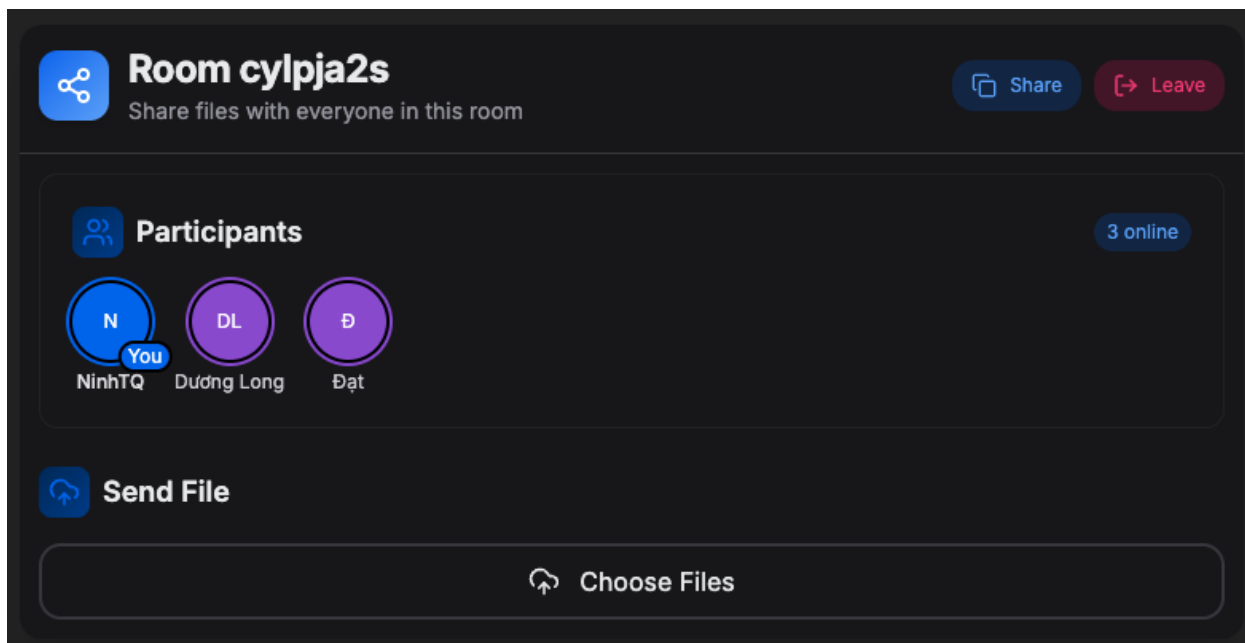 Room cylpja2s
Share files with everyone in this room
Share
Leave
Participants
3 online
N
DL
Đ
You
NinhTQ
Dương Long
Đạt
Send File
Choose Files